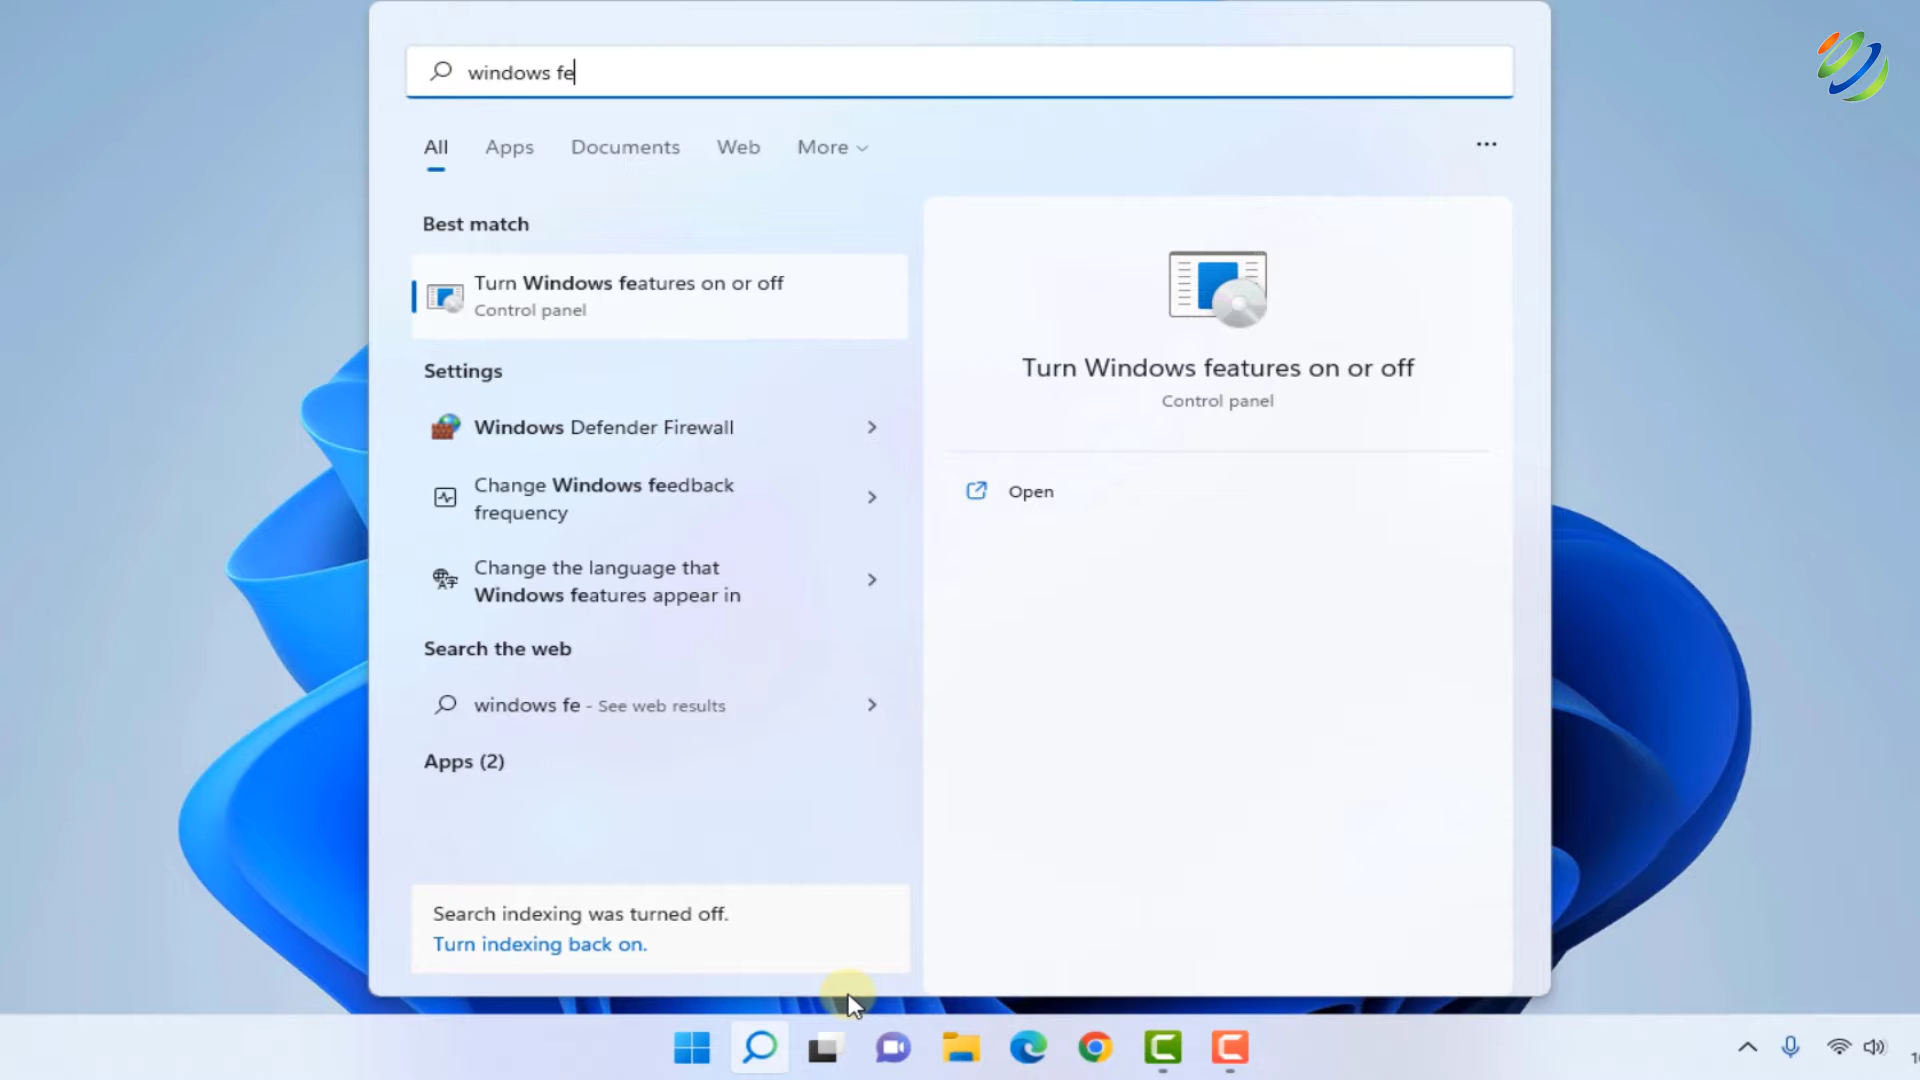 windows fe
All Apps Documents Web More
Best match
Turn Windows features on or off
Control panel
Settings
Windows Defender Firewall
Change Windows feedback
frequency
Change the language that
Windows features appear in
Search the web
windows fe - See web results
Apps (2)
Search indexing was turned off.
Turn indexing back on.
Turn Windows features on or off
Control panel
Open